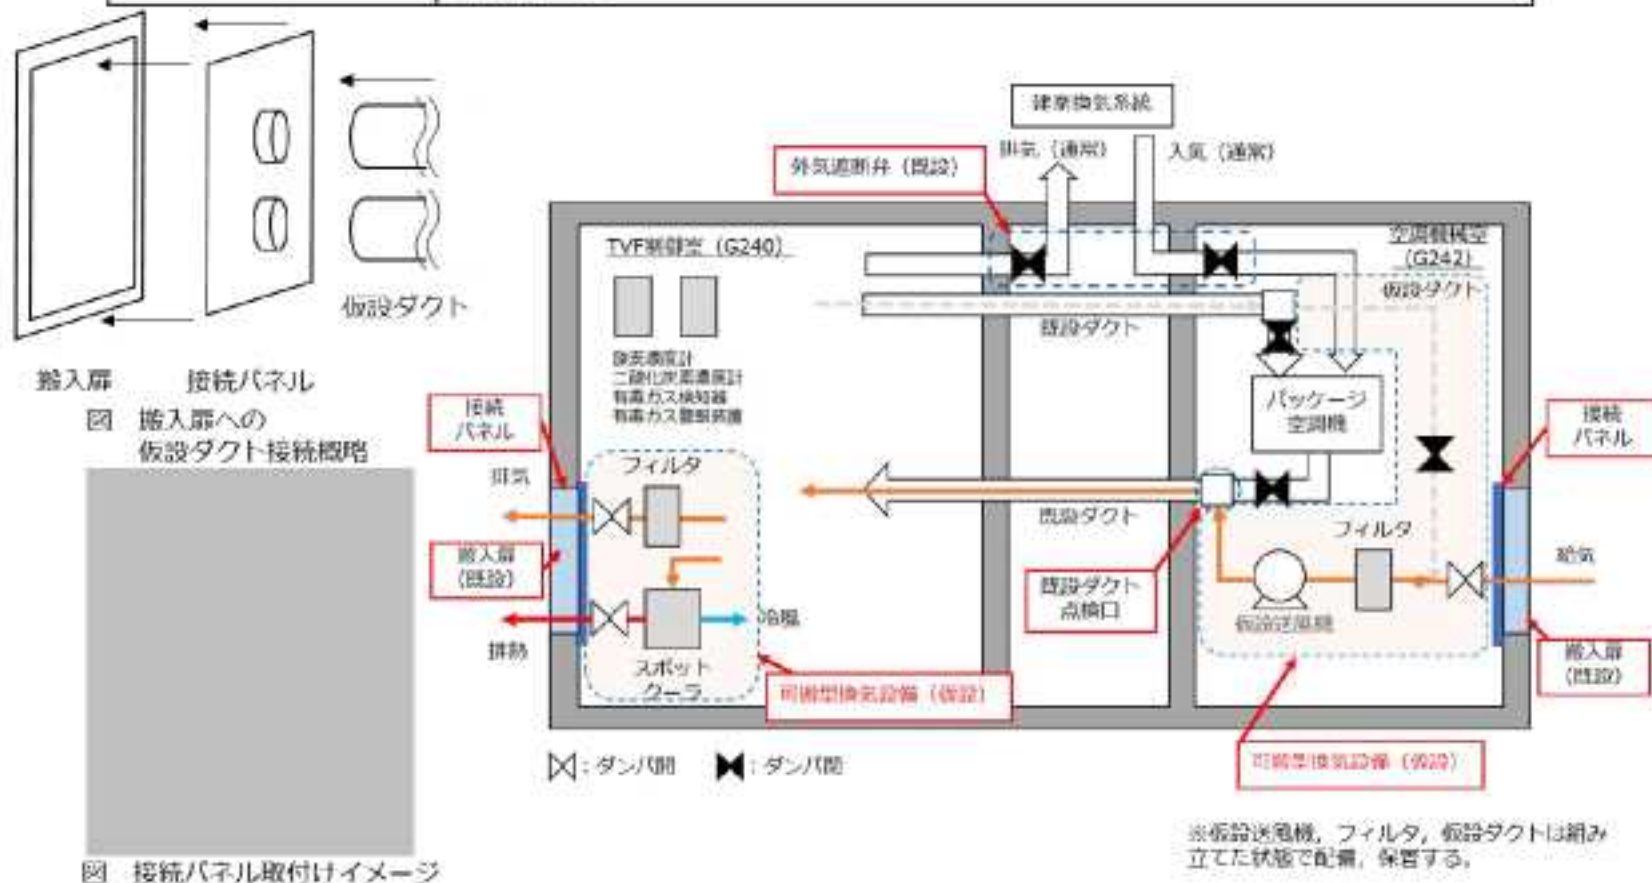 仮設ダクト
搬入扉
接続パネル
図 搬入扉への
仮設ダクト接続概略
図 接続パネル取付けイメージ
建家換気系統
排気（通常）
入気（通常）
外気遮断弁（既設）
TVF制御室（G240）
空調機械室
（G242）
仮設ダクト
既設ダクト
酸素濃度計
二酸化炭素濃度計
有毒ガス検知器
有毒ガス警報装置
パッケージ
空調機
接続
パネル
接続
パネル
フィルタ
排気
既設ダクト
フィルタ
搬入扉
（既設）
既設ダクト
点検口
給気
仮設送風機
冷風
排熱
スポット
クーラ
搬入扉
（既設）
可搬型換気設備（仮設）
可搬型換気設備（仮設）
：ダンパ開
：ダンパ閉
※仮設送風機，フィルタ，仮設ダクトは組み
立てた状態で配備，保管する。